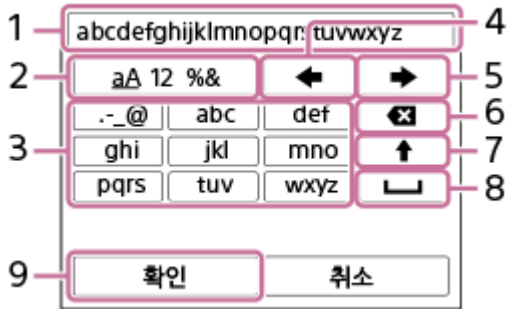 1 abcdefghijklmnopqrstuvwxyz 4
2 aA 12 %& 5
.-_@ abc def 6
3 ghi jkl mno 7
pqrs tuv wxyz 8
9 확인 취소